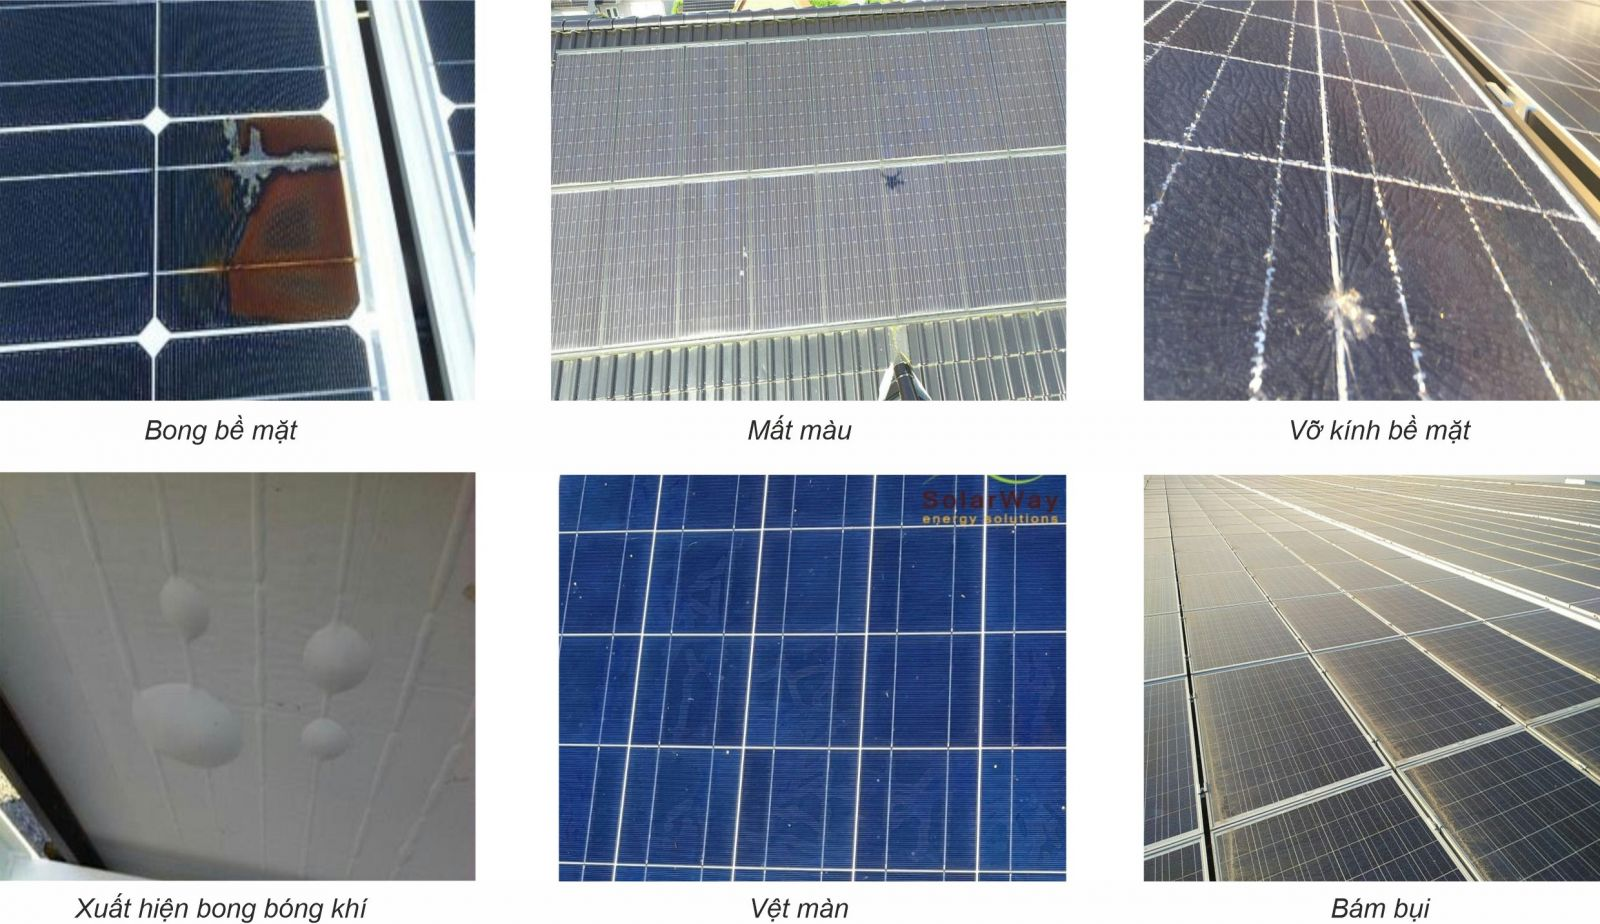 Bong bề mặt
Mất màu
Vỡ kính bề mặt
SolarWay
energy solutions
Xuất hiện bong bóng khí
Vệt màn
Bám bụi